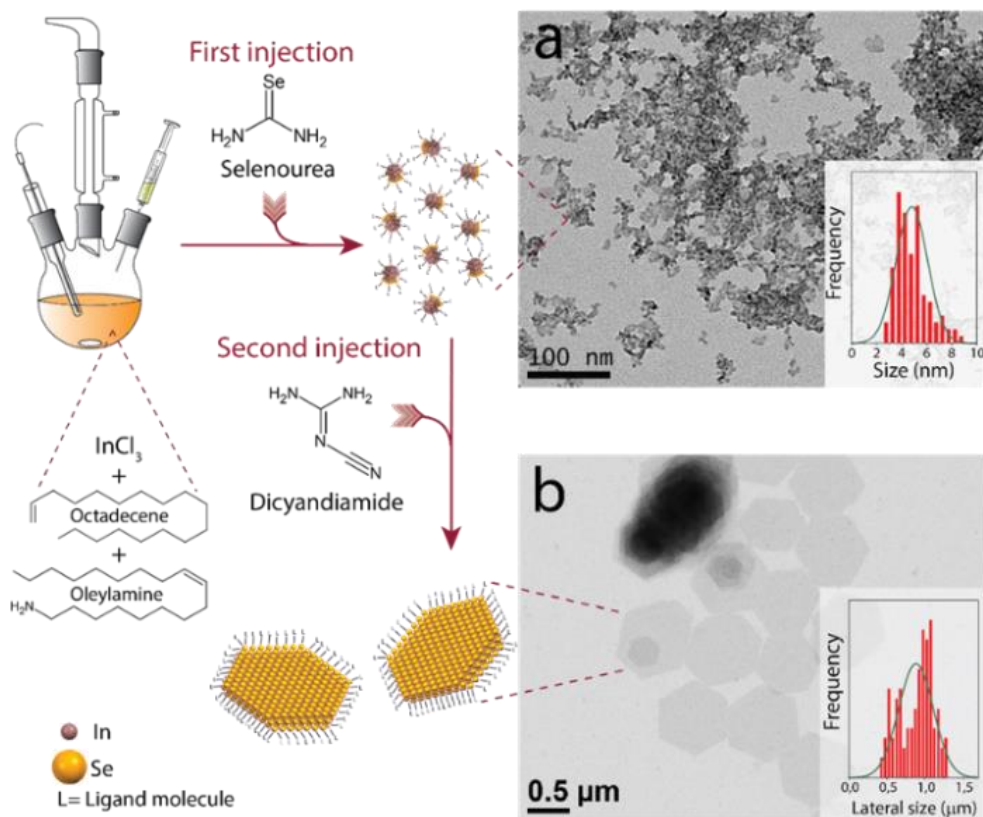 First injection
Se
H₂N
NH₂
Selenourea
Second injection
H₂N
NH₂
N
N
Dicyandiamide
InCl₃
+
Octadecene
+
Oleylamine
H₂N
In
Se
L= Ligand molecule
a
100 nm
Frequency
0 2 4 6 8 10
Size (nm)
b
0.5 µm
Frequency
0,0 0,5 1,0 1,5
Lateral size (µm)